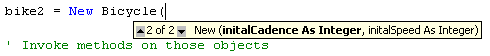 bike2 = New Bicycle(
2 of 2 New (initalCadence As Integer, initalSpeed As Integer)
' Invoke methods on those objects